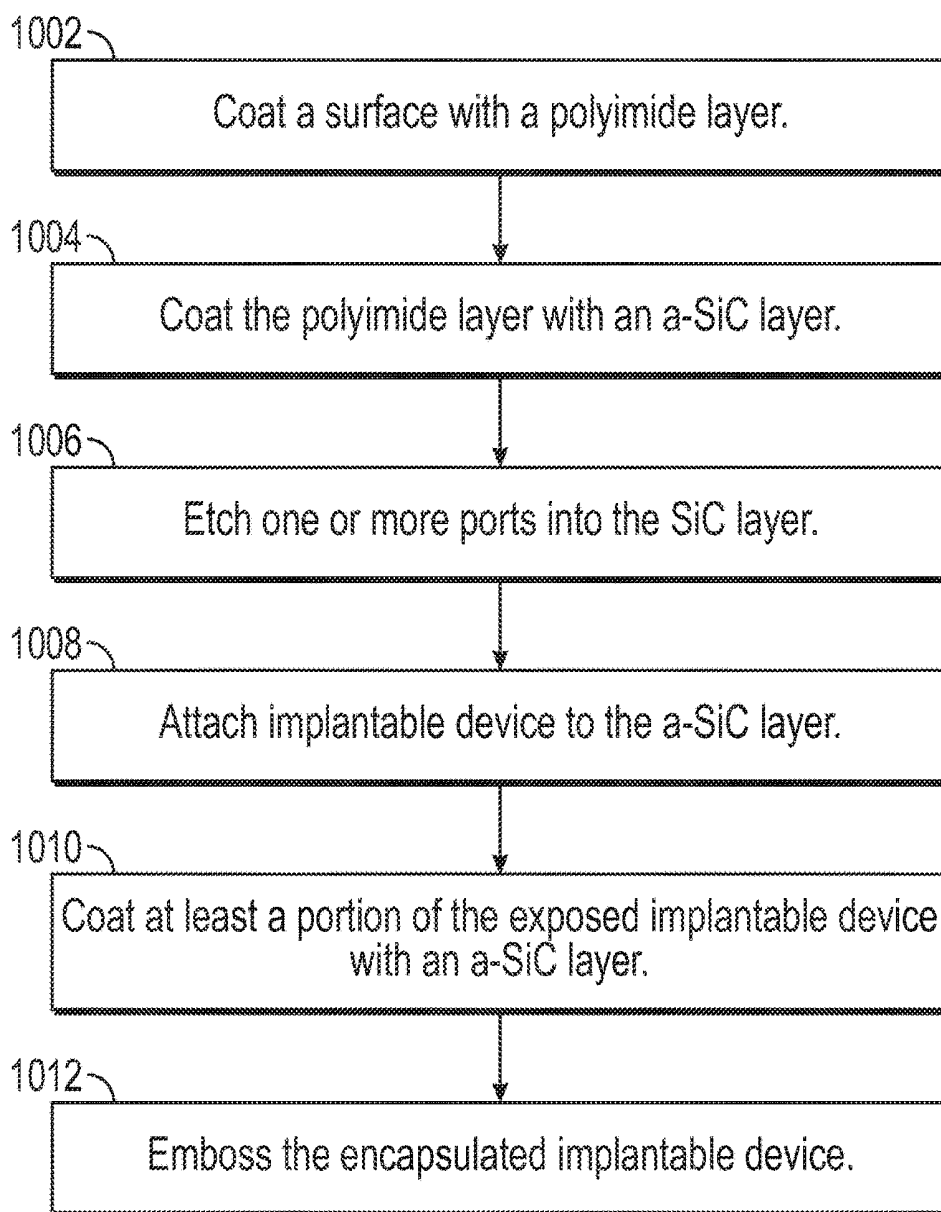 1002
Coat a surface with a polyimide layer.
1004
Coat the polyimide layer with an a-SiC layer.
1006
Etch one or more ports into the SiC layer.
1008
Attach implantable device to the a-SiC layer.
1010
Coat at least a portion of the exposed implantable device
with an a-SiC layer.
1012
Emboss the encapsulated implantable device.